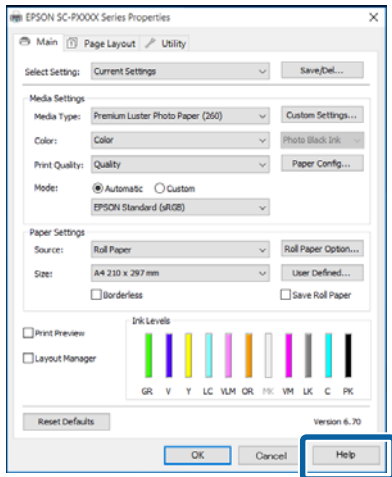 EPSON SC-PXXXX Series Properties
Main Page Layout Utility
Select Setting: Current Settings Save/Del...
Media Settings
Media Type: Premium Luster Photo Paper (260) Custom Settings...
Color: Color Photo Black Ink
Print Quality: Quality Paper Config...
Mode: Automatic Custom
EPSON Standard (sRGB)
Paper Settings
Source: Roll Paper Roll Paper Option...
Size: A4 210 x 297 mm User Defined...
Borderless Save Roll Paper
Ink Levels
Print Preview
Layout Manager
GR V Y LC VLM OR MK VM LK C PK
Reset Defaults Version 6.70
OK Cancel Help